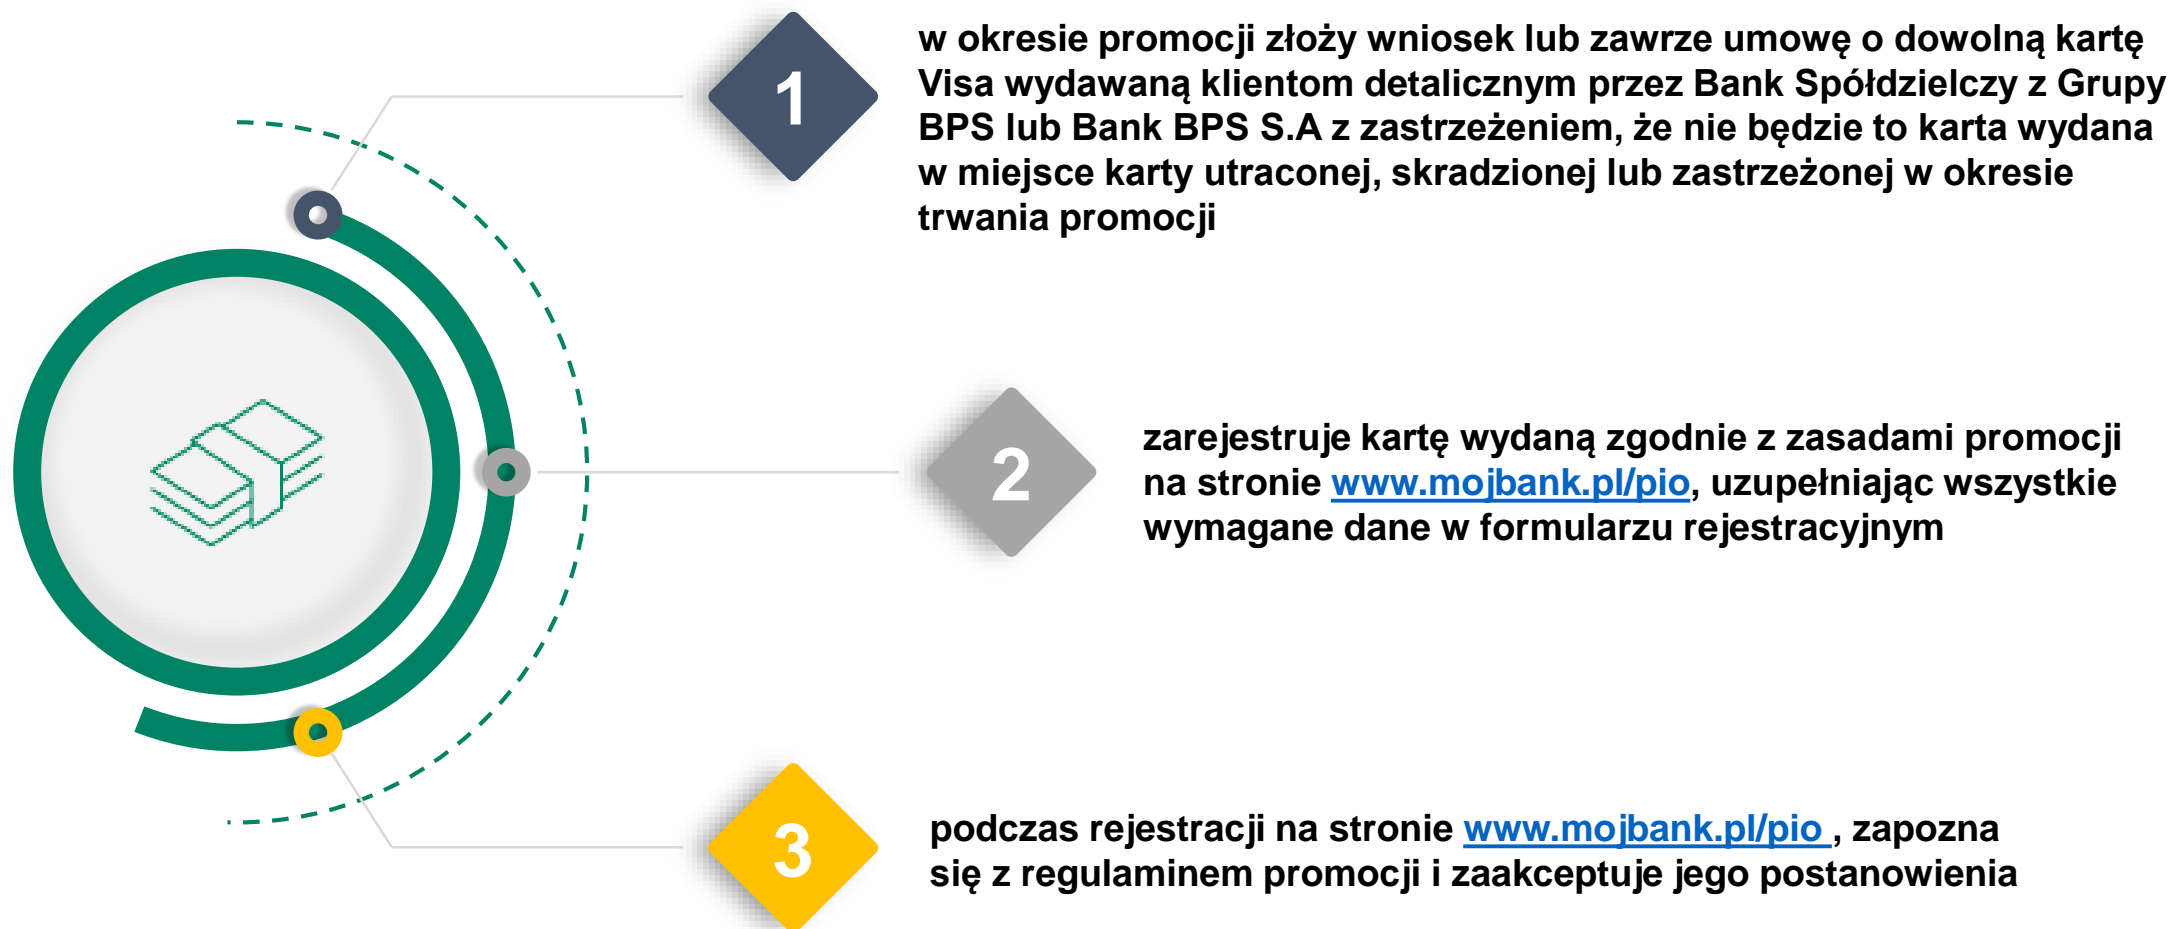 1
w okresie promocji złoży wniosek lub zawrze umowę o dowolną kartę
Visa wydawaną klientom detalicznym przez Bank Spółdzielczy z Grupy
BPS lub Bank BPS S.A z zastrzeżeniem, że nie będzie to karta wydana
w miejsce karty utraconej, skradzionej lub zastrzeżonej w okresie
trwania promocji
2
zarejestruje kartę wydaną zgodnie z zasadami promocji
na stronie www.mojbank.pl/pio, uzupełniając wszystkie
wymagane dane w formularzu rejestracyjnym
3
podczas rejestracji na stronie www.mojbank.pl/pio , zapozna
się z regulaminem promocji i zaakceptuje jego postanowienia